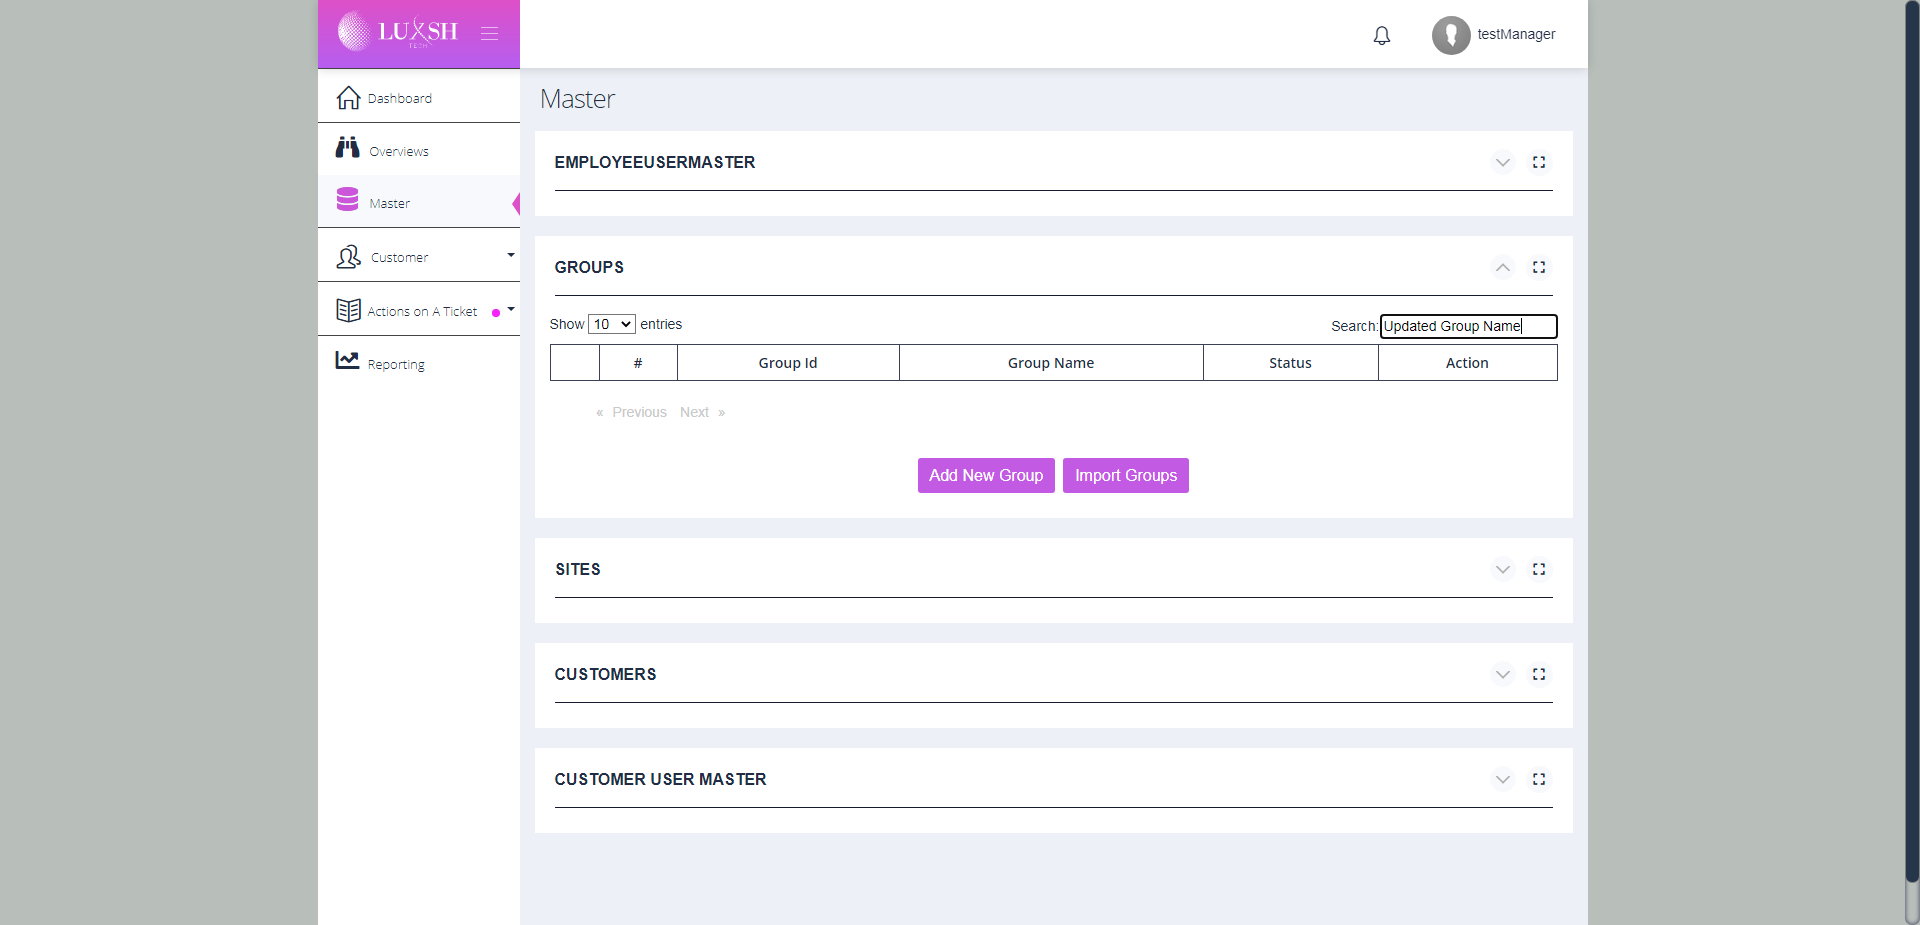 LUXSH
TECH
testManager
Dashboard
Overviews
Master
Customer
Actions on A Ticket
Reporting
Master
EMPLOYEEUSERMASTER
GROUPS
Show 10 entries
Search: Updated Group Name
# Group Id Group Name Status Action
« Previous Next »
Add New Group Import Groups
SITES
CUSTOMERS
CUSTOMER USER MASTER